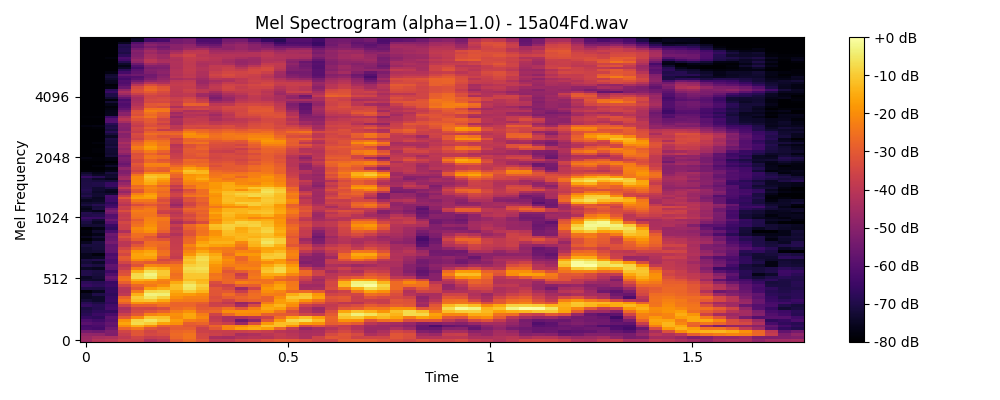 Mel Spectrogram (alpha=1.0) - 15a04Fd.wav
Mel Frequency
4096
2048
1024
512
0
0
0.5
1
1.5
Time
+0 dB
-10 dB
-20 dB
-30 dB
-40 dB
-50 dB
-60 dB
-70 dB
-80 dB